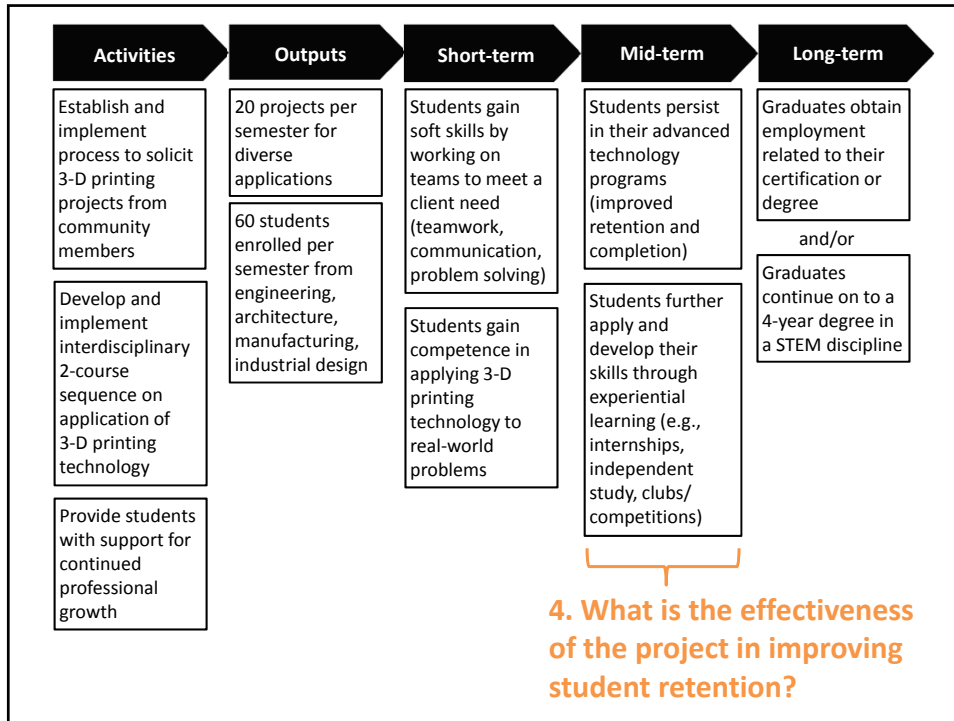 Activities
Establish and
implement
process to solicit
3-D printing
projects from
community
members
Develop and
implement
interdisciplinary
2-course
sequence on
application of
3-D printing
technology
Provide students
with support for
continued
professional
growth
Outputs
20 projects per
semester for
diverse
applications
60 students
enrolled per
semester from
engineering,
architecture,
manufacturing,
industrial design
Short-term
Students gain
soft skills by
working on
teams to meet a
client need
(teamwork,
communication,
problem solving)
Students gain
competence in
applying 3-D
printing
technology to
real-world
problems
Mid-term
Students persist
in their advanced
technology
programs
(improved
retention and
completion)
Students further
apply and
develop their
skills through
experiential
learning (e.g.,
internships,
independent
study, clubs/
competitions)
Long-term
Graduates obtain
employment
related to their
certification or
degree
and/or
Graduates
continue on to a
4-year degree in
a STEM discipline
4. What is the effectiveness
of the project in improving
student retention?